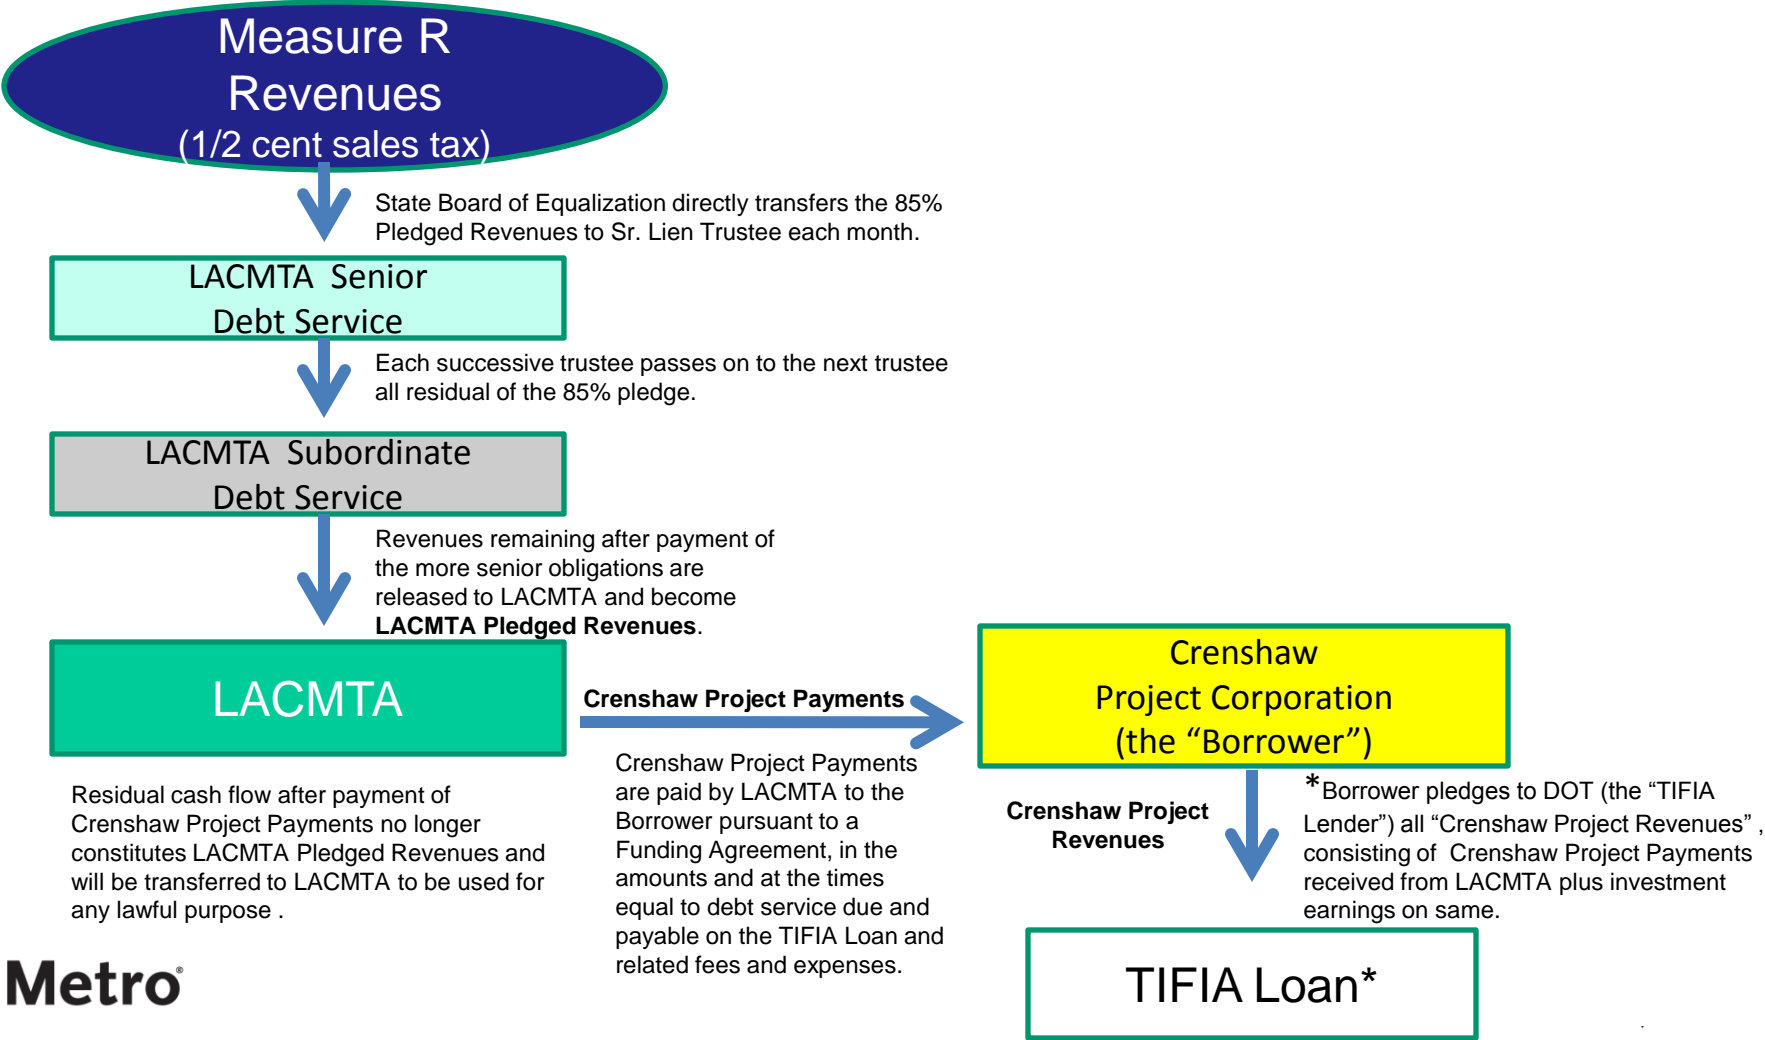 Measure R
Revenues
(1/2 cent sales tax)
State Board of Equalization directly transfers the 85%
Pledged Revenues to Sr. Lien Trustee each month.
LACMTA  Senior
Debt Service
Each successive trustee passes on to the next trustee
all residual of the 85% pledge.
LACMTA  Subordinate
Debt Service
Revenues remaining after payment of
the more senior obligations are
released to LACMTA and become
LACMTA Pledged Revenues.
LACMTA
Residual cash flow after payment of
Crenshaw Project Payments no longer
constitutes LACMTA Pledged Revenues and
will be transferred to LACMTA to be used for
any lawful purpose .
Crenshaw Project Payments
Crenshaw Project Payments
are paid by LACMTA to the
Borrower pursuant to a
Funding Agreement, in the
amounts and at the times
equal to debt service due and
payable on the TIFIA Loan and
related fees and expenses.
Crenshaw
Project Corporation
(the “Borrower”)
Crenshaw Project
Revenues
*Borrower pledges to DOT (the “TIFIA
Lender”) all “Crenshaw Project Revenues” ,
consisting of  Crenshaw Project Payments
received from LACMTA plus investment
earnings on same.
TIFIA Loan*
Metro®